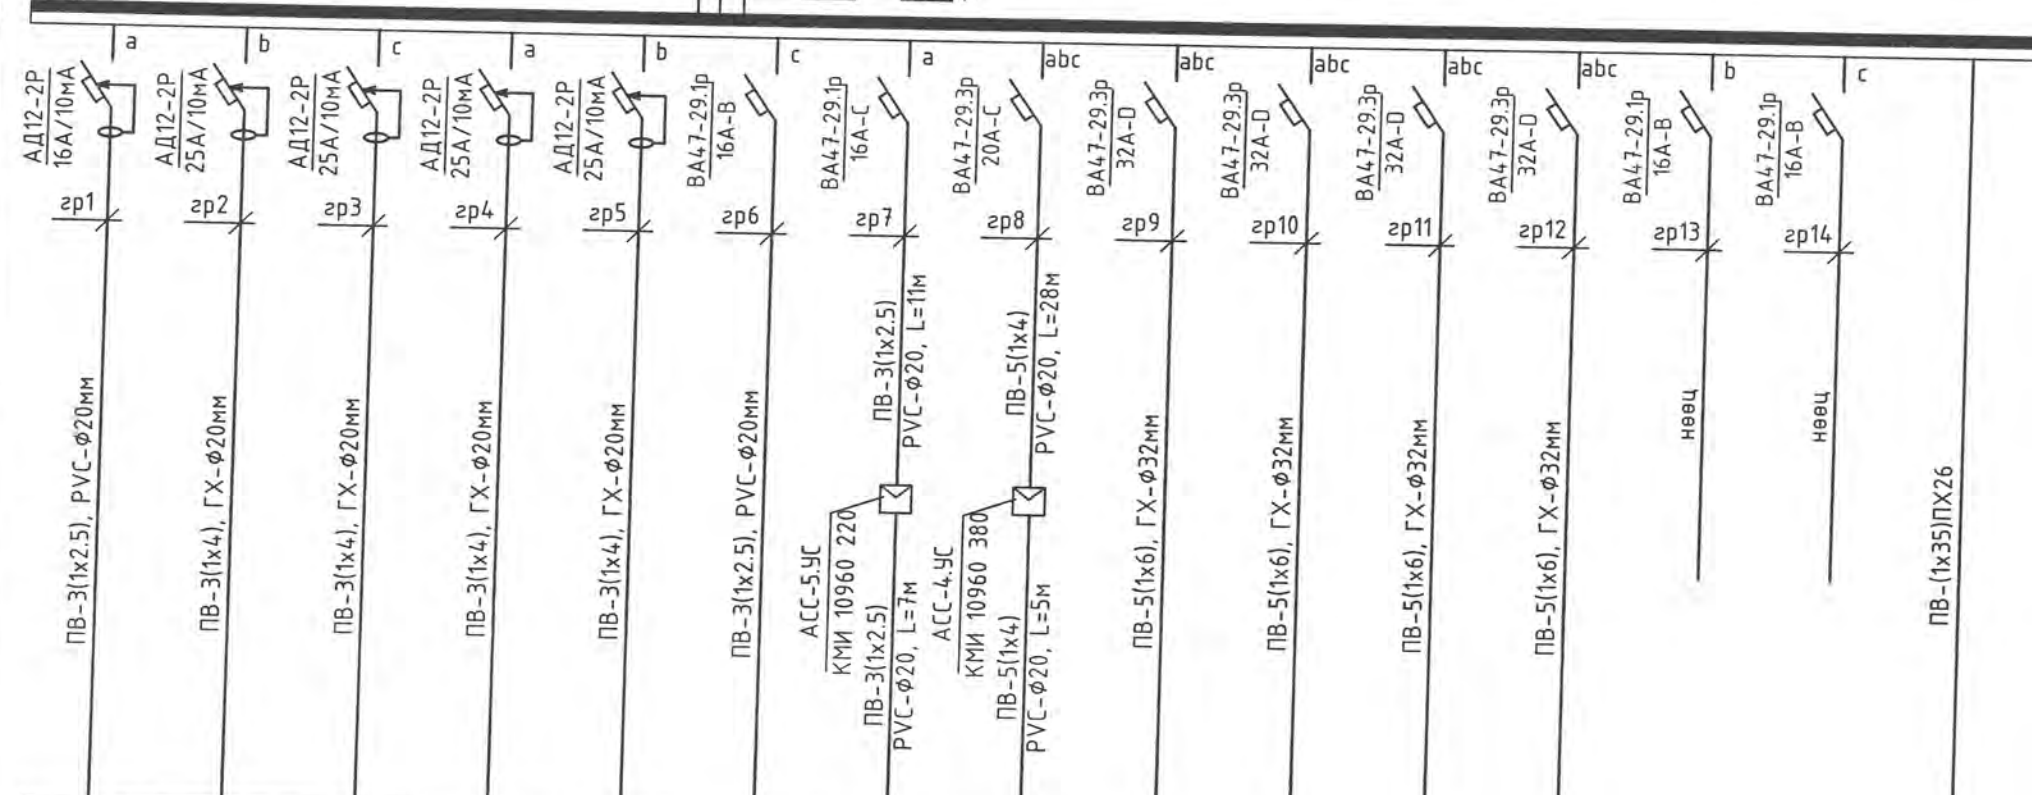 a
АД12-2Р
16А/10мА
гр1
ПВ-3(1х2.5), PVC-ф20мм
b
АД12-2Р
25А/10мА
гр2
ПВ-3(1х4), ГХ-ф20мм
c
АД12-2Р
25А/10мА
гр3
ПВ-3(1х4), ГХ-ф20мм
a
АД12-2Р
25А/10мА
гр4
ПВ-3(1х4), ГХ-ф20мм
b
АД12-2Р
25А/10мА
гр5
ПВ-3(1х4), ГХ-ф20мм
c
ВА47-29.1р
16А-В
гр6
ПВ-3(1х2.5), PVC-ф20мм
a
ВА47-29.1р
16А-С
гр7
ПВ-3(1х2.5)
PVC-ф20, L=11м
АСС-5.УС
КМИ 10960 220
ПВ-3(1х2.5)
PVC-ф20, L=7м
abc
ВА47-29.3р
20А-С
гр8
ПВ-5(1х4)
PVC-ф20, L=28м
АСС-4.УС
КМИ 10960 380
ПВ-5(1х4)
PVC-ф20, L=5м
abc
ВА47-29.3р
32А-D
гр9
ПВ-5(1х6), ГХ-ф32мм
abc
ВА47-29.3р
32А-D
гр10
ПВ-5(1х6), ГХ-ф32мм
abc
ВА47-29.3р
32А-D
гр11
ПВ-5(1х6), ГХ-ф32мм
abc
ВА47-29.3р
32А-D
гр12
ПВ-5(1х6), ГХ-ф32мм
b
ВА47-29.1р
16А-В
гр13
нөөц
c
ВА47-29.1р
16А-В
гр14
нөөц
ПВ-(1х35)ПХ26